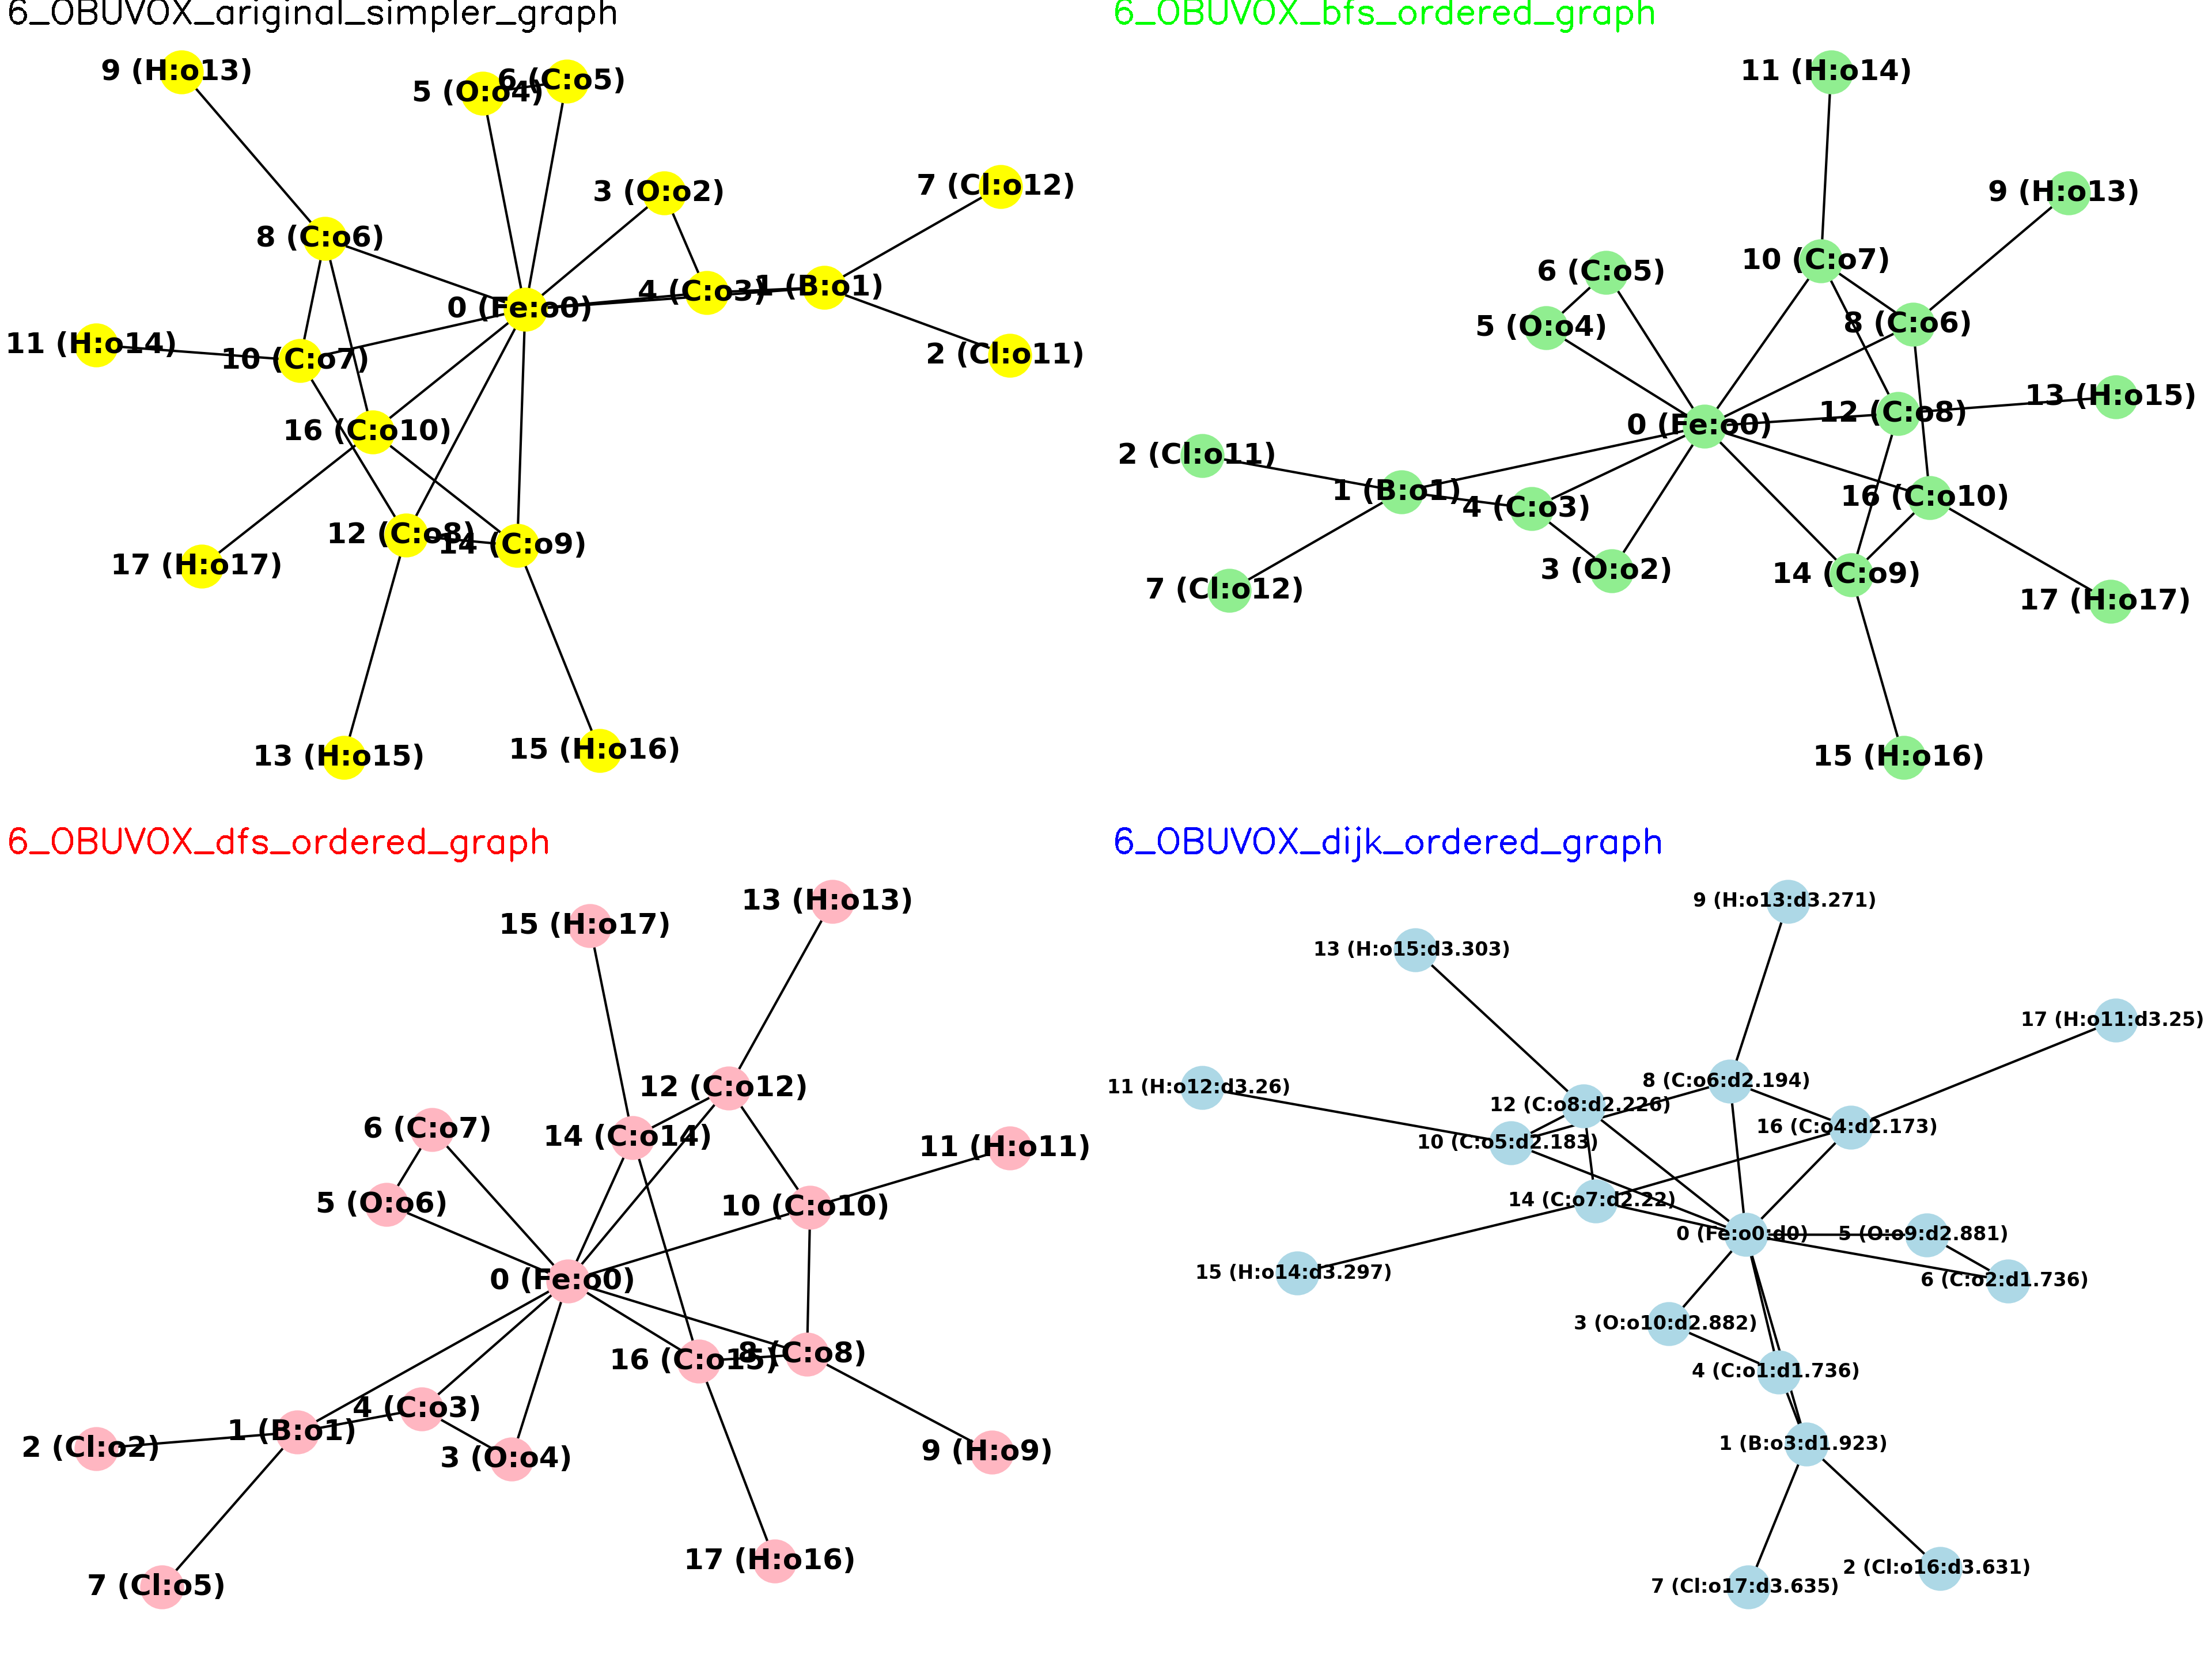 6_OBUVOX_ariginal_simpler_graph
9 (H:o13)
5 (O:o4)
6 (C:o5)
3 (O:o2)
7 (Cl:o12)
8 (C:o6)
4 (C:o3)
1 (B:o1)
0 (Fe:o0)
11 (H:o14)
10 (C:o7)
2 (Cl:o11)
16 (C:o10)
12 (C:o8)
14 (C:o9)
17 (H:o17)
13 (H:o15)
15 (H:o16)
6_OBUVOX_bfs_ordered_graph
11 (H:o14)
9 (H:o13)
10 (C:o7)
6 (C:o5)
5 (O:o4)
8 (C:o6)
13 (H:o15)
12 (C:o8)
0 (Fe:o0)
2 (Cl:o11)
1 (B:o1)
4 (C:o3)
16 (C:o10)
3 (O:o2)
14 (C:o9)
7 (Cl:o12)
17 (H:o17)
15 (H:o16)
6_OBUVOX_dfs_ordered_graph
13 (H:o13)
15 (H:o17)
12 (C:o12)
6 (C:o7)
14 (C:o14)
11 (H:o11)
5 (O:o6)
10 (C:o10)
0 (Fe:o0)
16 (C:o15)
8 (C:o8)
4 (C:o3)
1 (B:o1)
2 (Cl:o2)
3 (O:o4)
9 (H:o9)
17 (H:o16)
7 (Cl:o5)
6_OBUVOX_dijk_ordered_graph
9 (H:o13:d3.271)
13 (H:o15:d3.303)
17 (H:o11:d3.25)
8 (C:o6:d2.194)
11 (H:o12:d3.26)
12 (C:o8:d2.226)
16 (C:o4:d2.173)
10 (C:o5:d2.183)
14 (C:o7:d2.22)
0 (Fe:o0:d0)
5 (O:o9:d2.881)
15 (H:o14:d3.297)
6 (C:o2:d1.736)
3 (O:o10:d2.882)
4 (C:o1:d1.736)
1 (B:o3:d1.923)
2 (Cl:o16:d3.631)
7 (Cl:o17:d3.635)